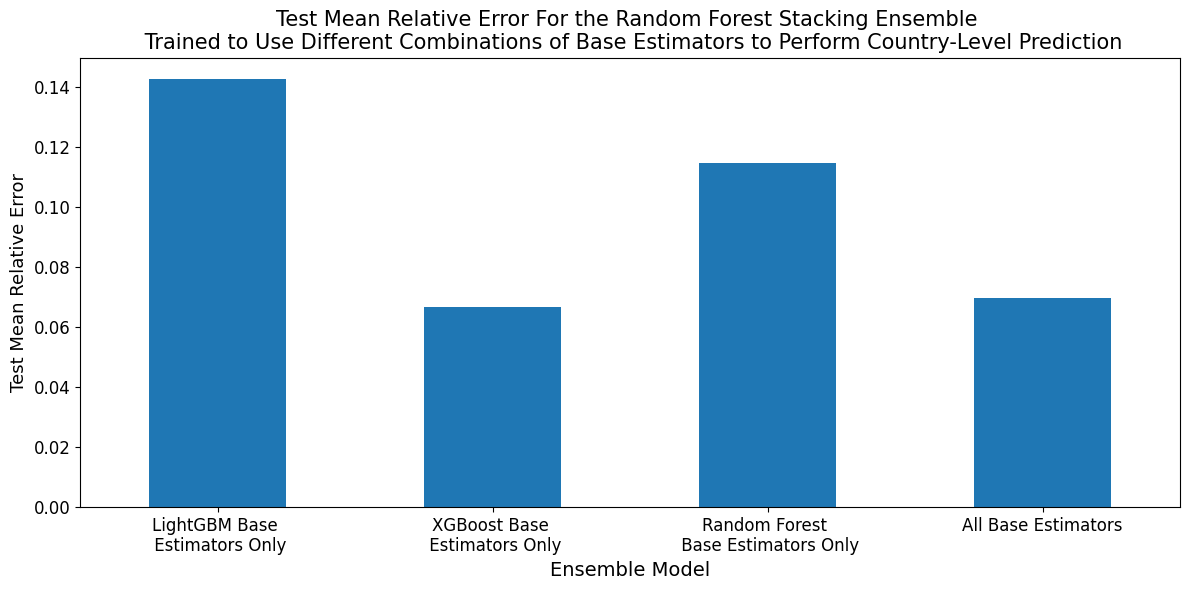 Test Mean Relative Error For the Random Forest Stacking Ensemble
Trained to Use Different Combinations of Base Estimators to Perform Country-Level Prediction
Test Mean Relative Error
0.14
0.12
0.10
0.08
0.06
0.04
0.02
0.00
LightGBM Base
Estimators Only
XGBoost Base
Estimators Only
Random Forest
Base Estimators Only
All Base Estimators
Ensemble Model